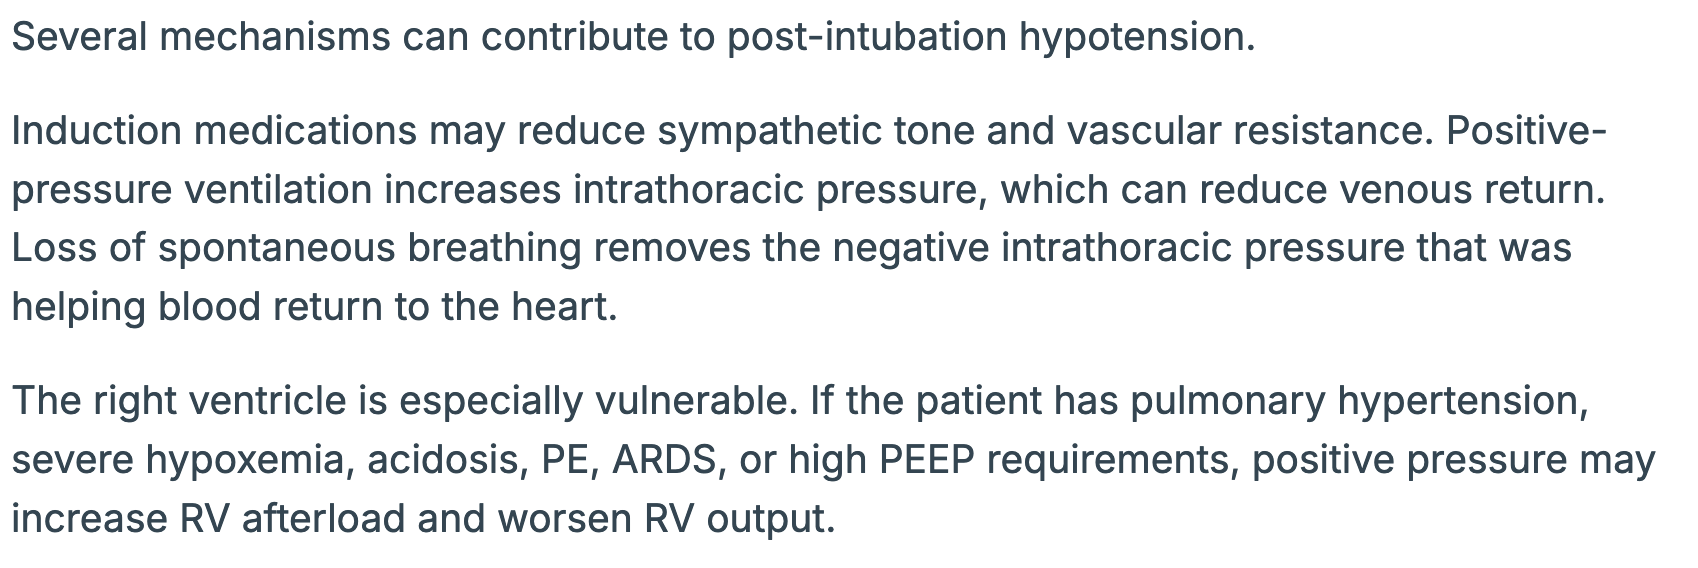 Several mechanisms can contribute to post-intubation hypotension.
Induction medications may reduce sympathetic tone and vascular resistance. Positive-
pressure ventilation increases intrathoracic pressure, which can reduce venous return.
Loss of spontaneous breathing removes the negative intrathoracic pressure that was
helping blood return to the heart.
The right ventricle is especially vulnerable. If the patient has pulmonary hypertension,
severe hypoxemia, acidosis, PE, ARDS, or high PEEP requirements, positive pressure may
increase RV afterload and worsen RV output.